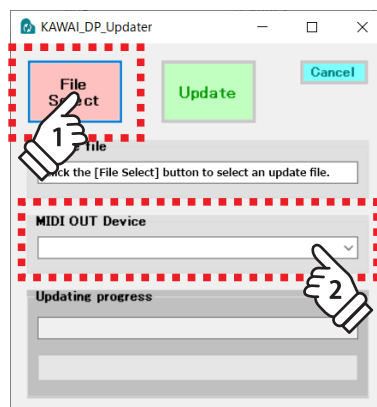 KAWAI_DP_Updater
File
Select
Update
Cancel
1
file
Click the [File Select] button to select an update file.
MIDI OUT Device
2
Updating progress